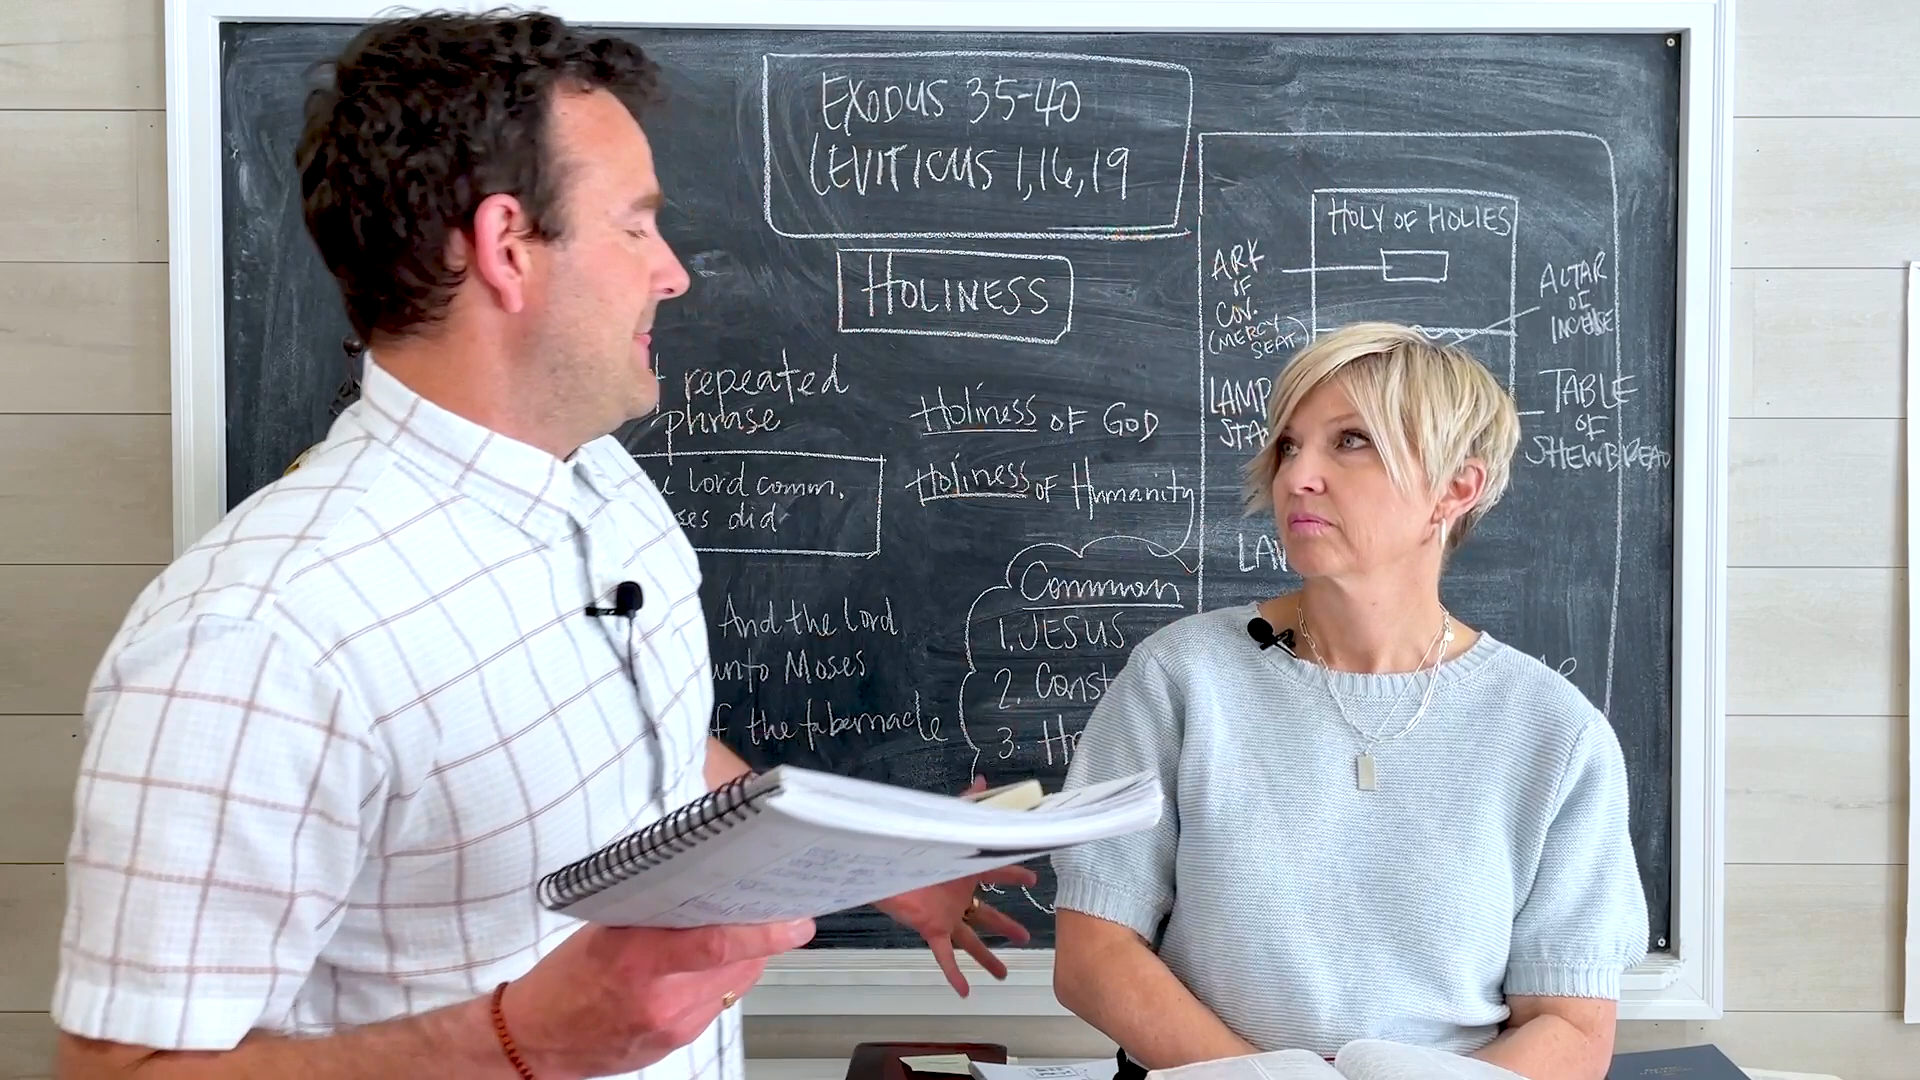 EXODUS 35-40
LEVITICUS 1,16,19
HOLINESS
repeated
phrase
lord comm.
did
And the Lord
unto Moses
of the tabernacle
Holiness OF GOD
Holiness OF Humanity
Common
1. JESUS
2.
3.
HOLY OF HOLIES
ARK
OF
COV.
(MERCY
SEAT)
LAMP
ALTAR
OF
INCENSE
TABLE
OF
SHEWBREAD